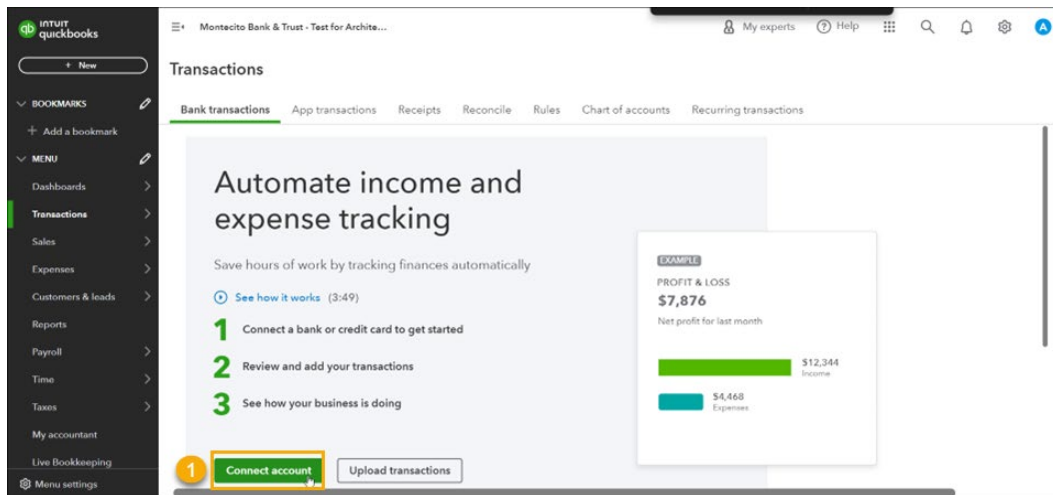 intuit
quickbooks
+ New
BOOKMARKS
+ Add a bookmark
MENU
Dashboards
Transactions
Sales
Expenses
Customers & leads
Reports
Payroll
Time
Taxes
My accountant
Live Bookkeeping
Menu settings
Montecito Bank & Trust - Test for Archite...
My experts
? Help
A
Transactions
Bank transactions App transactions Receipts Reconcile Rules Chart of accounts Recurring transactions
Automate income and
expense tracking
Save hours of work by tracking finances automatically
See how it works (3:49)
1 Connect a bank or credit card to get started
2 Review and add your transactions
3 See how your business is doing
1
Connect account
Upload transactions
EXAMPLE
PROFIT & LOSS
$7,876
Net profit for last month
$12,344
Income
$4,468
Expenses